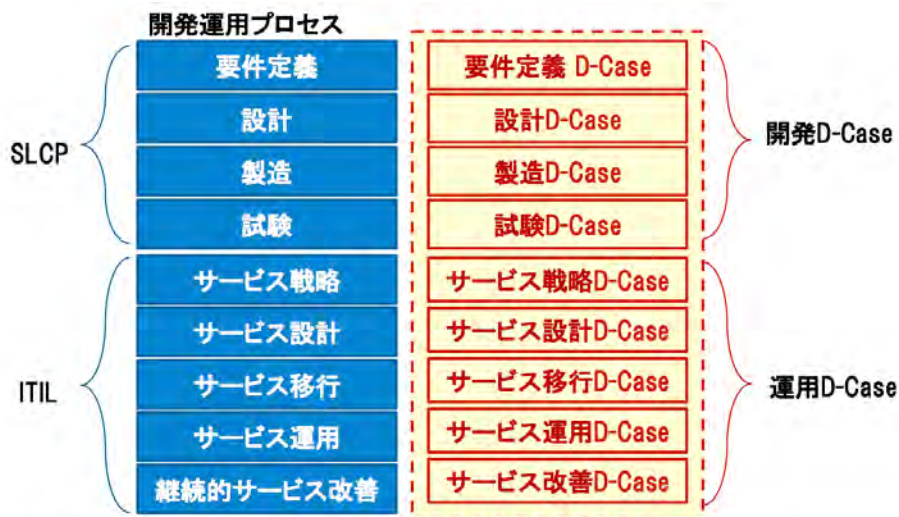 開発運用プロセス
SLCP
要件定義
設計
製造
試験
ITIL
サービス戦略
サービス設計
サービス移行
サービス運用
継続的サービス改善
要件定義 D-Case
設計D-Case
製造D-Case
試験D-Case
サービス戦略D-Case
サービス設計D-Case
サービス移行D-Case
サービス運用D-Case
サービス改善D-Case
開発D-Case
運用D-Case